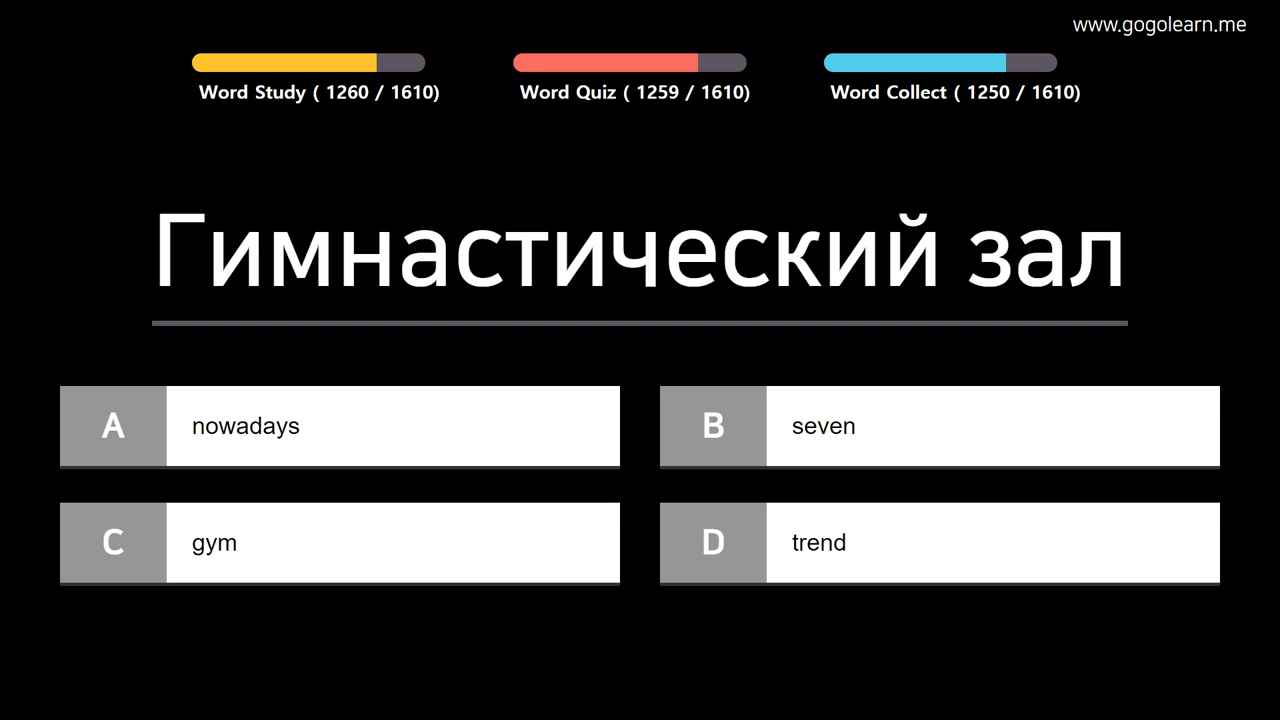 www.gogolearn.me
Word Study ( 1260 / 1610)
Word Quiz ( 1259 / 1610)
Word Collect ( 1250 / 1610)
Гимнастический зал
A nowadays
B seven
C gym
D trend